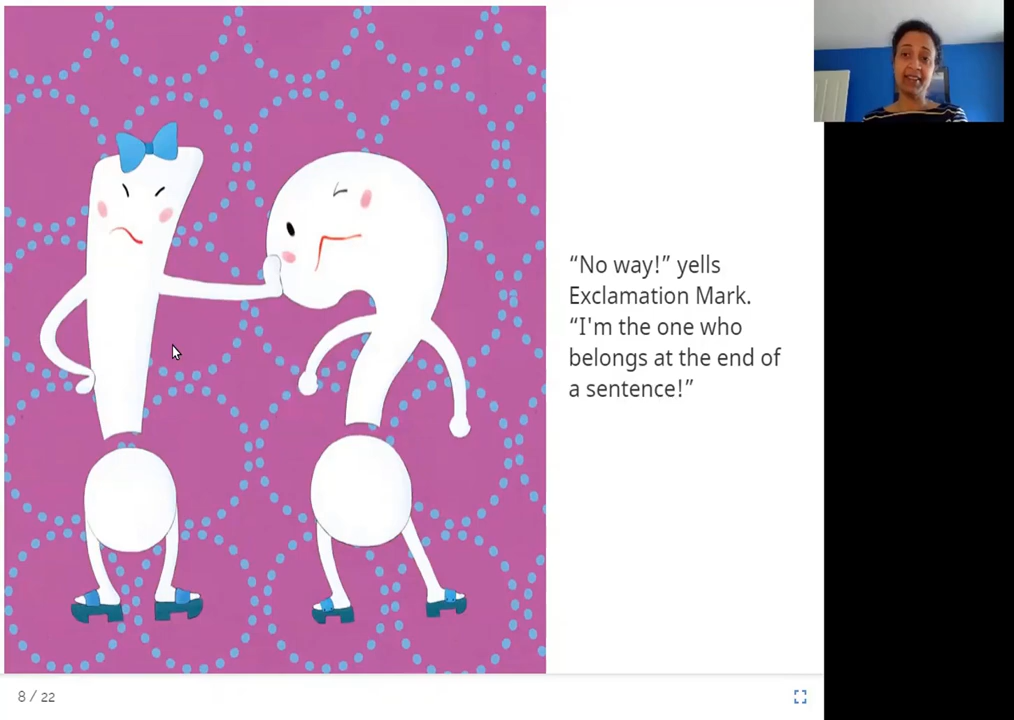 “No way!” yells
Exclamation Mark.
“I'm the one who
belongs at the end of
a sentence!”
8 / 22